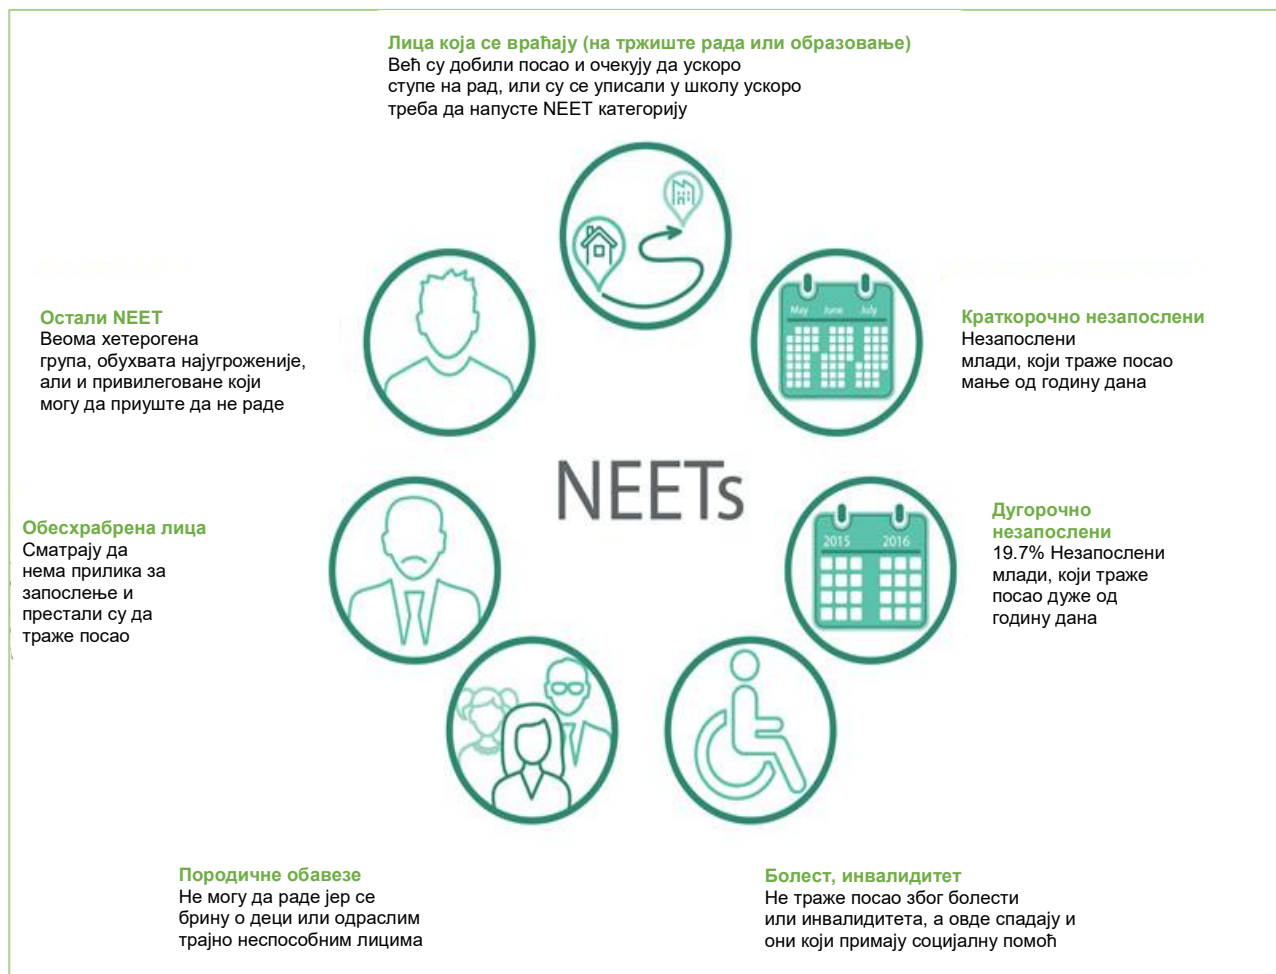 Лица која се враћају (на тржиште рада или образовање)
Већ су добили посао и очекују да ускоро
ступе на рад, или су се уписали у школу ускоро
треба да напусте NEET категорију
Остали NEET
Веома хетерогена
група, обухвата најугроженије,
али и привилеговане који
могу да приуште да не раде
May June July
Краткорочно незапослени
Незапослени
млади, који траже посао
мање од годину дана
NEETs
Обесхрабрена лица
Сматрају да
нема прилика за
запослење и
престали су да
траже посао
2015 2016
Дугорочно
незапослени
19.7% Незапослени
млади, који траже
посао дуже од
годину дана
Породичне обавезе
Не могу да раде јер се
брину о деци или одраслим
трајно неспособним лицима
Болест, инвалидитет
Не траже посао због болести
или инвалидитета, а овде спадају и
они који примају социјалну помоћ